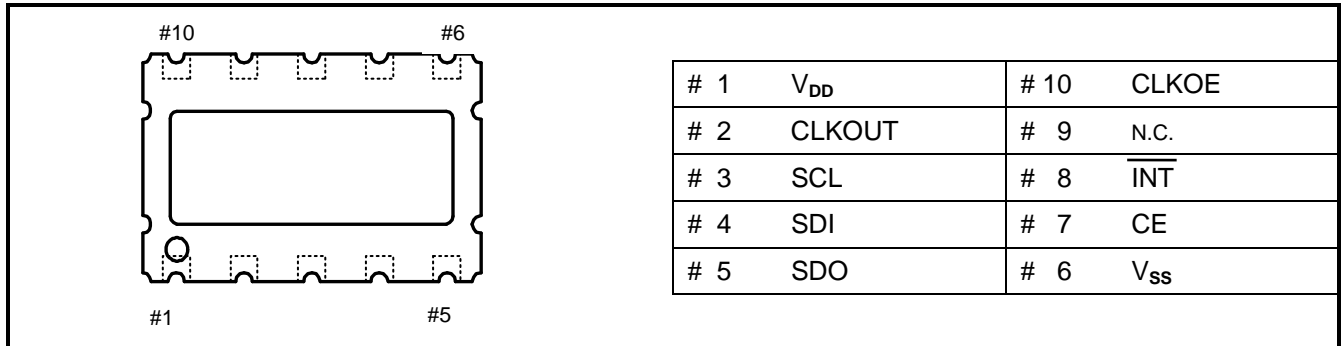 #10 #6
# 1 VDD # 10 CLKOE
# 2 CLKOUT # 9 N.C.
# 3 SCL # 8 INT
# 4 SDI # 7 CE
# 5 SDO # 6 VSS
#1 #5